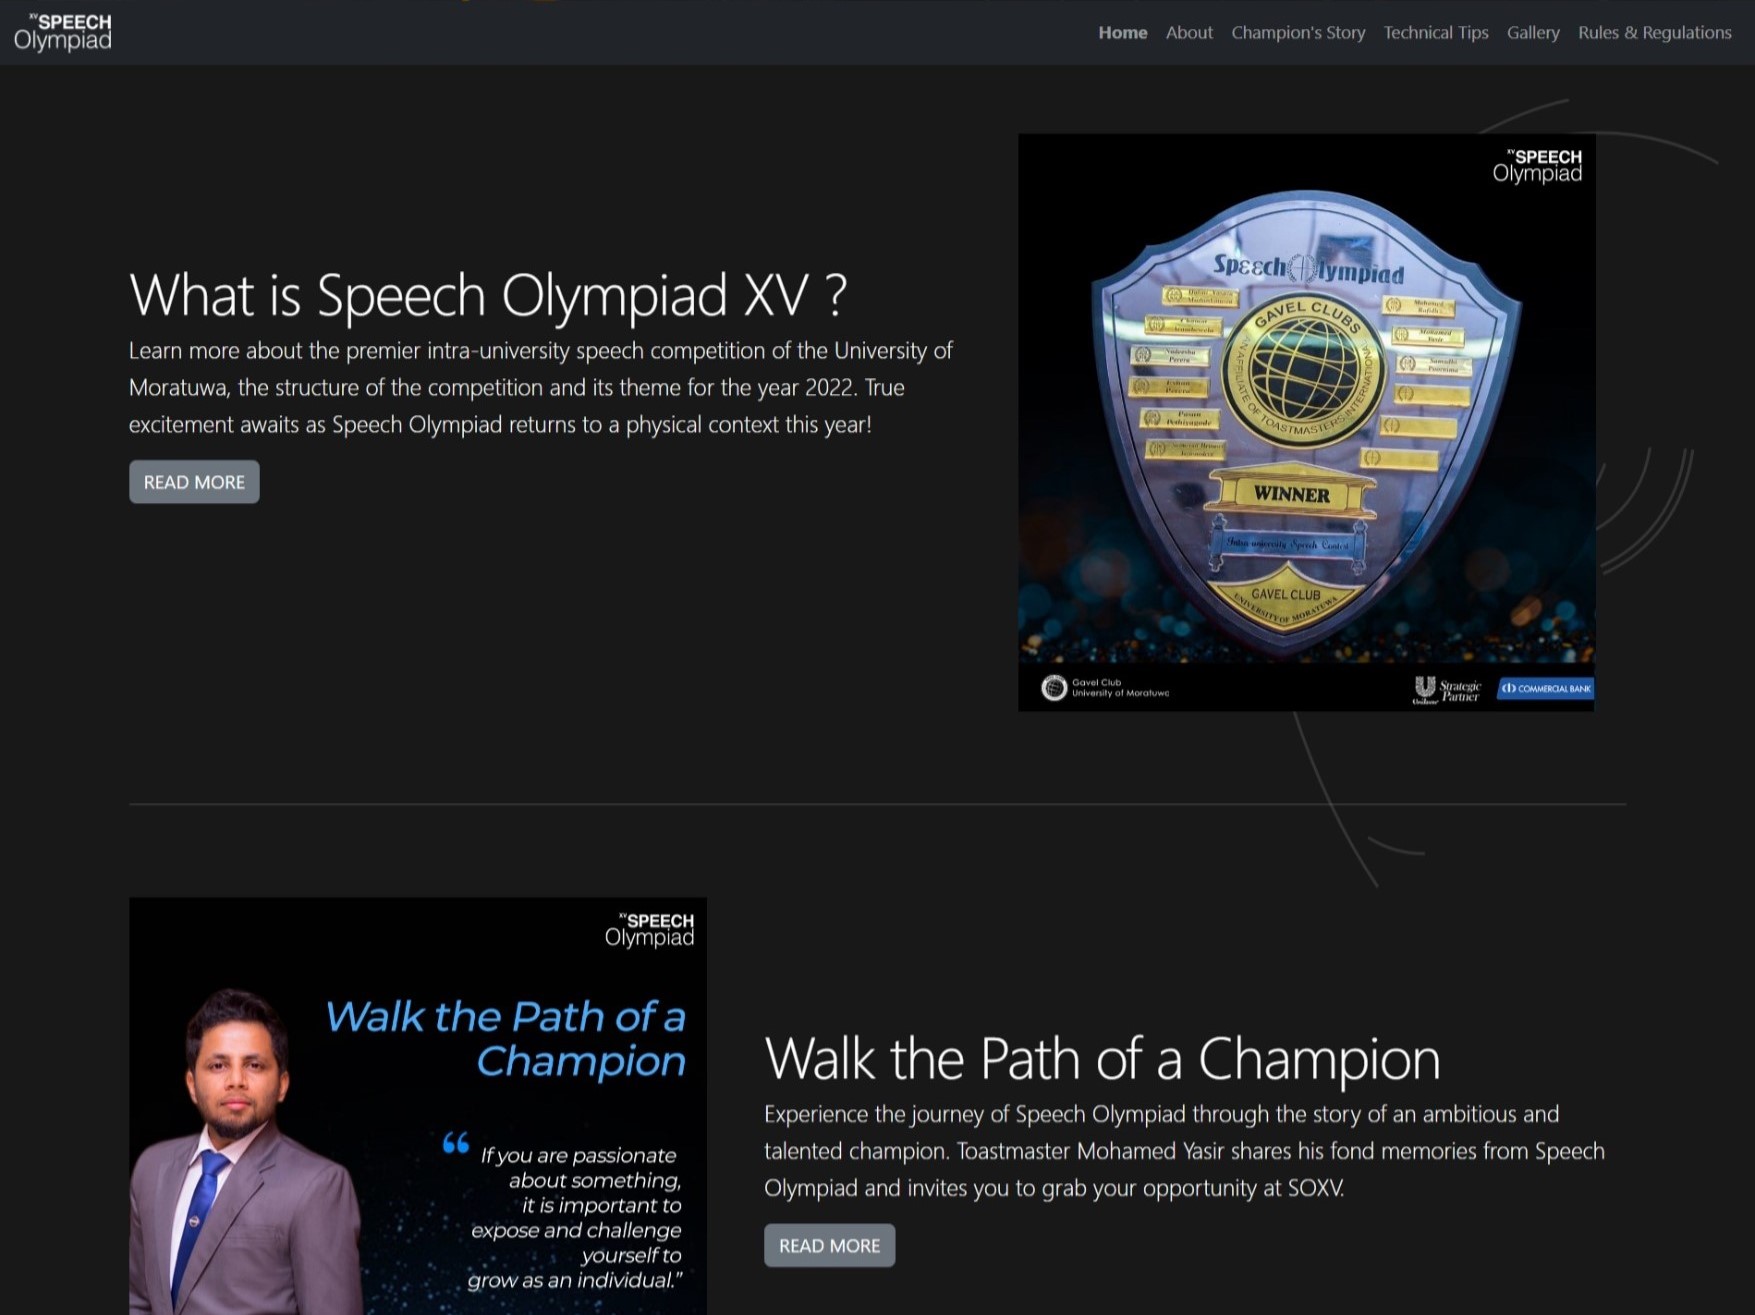 XV SPEECH
Olympiad
Home About Champion's Story Technical Tips Gallery Rules & Regulations
What is Speech Olympiad XV ?
Learn more about the premier intra-university speech competition of the University of
Moratuwa, the structure of the competition and its theme for the year 2022. True
excitement awaits as Speech Olympiad returns to a physical context this year!
READ MORE
XV SPEECH
Olympiad
Speech Olympiad
GAVEL CLUBS
AN AFFILIATE OF TOASTMASTERS INTERNATIONAL
Mohamed
Mohamed
Yasir
Perera
WINNER
Intra-university Speech Contest
GAVEL CLUB
UNIVERSITY OF MORATUWA
Gavel Club
University of Moratuwa
Unilever
Strategic
Partner
COMMERCIAL BANK
XV SPEECH
Olympiad
Walk the Path of a
Champion
“ If you are passionate
about something,
it is important to
expose and challenge
yourself to
grow as an individual.”
Walk the Path of a Champion
Experience the journey of Speech Olympiad through the story of an ambitious and
talented champion. Toastmaster Mohamed Yasir shares his fond memories from Speech
Olympiad and invites you to grab your opportunity at SOXV.
READ MORE